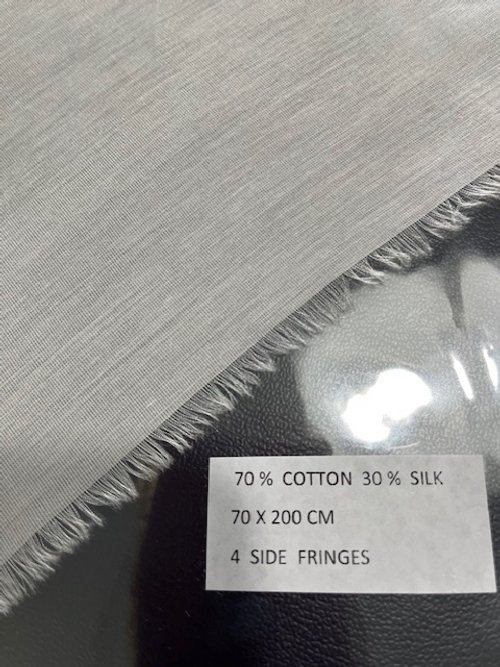 70 % COTTON 30 % SILK
70 X 200 CM
4 SIDE FRINGES